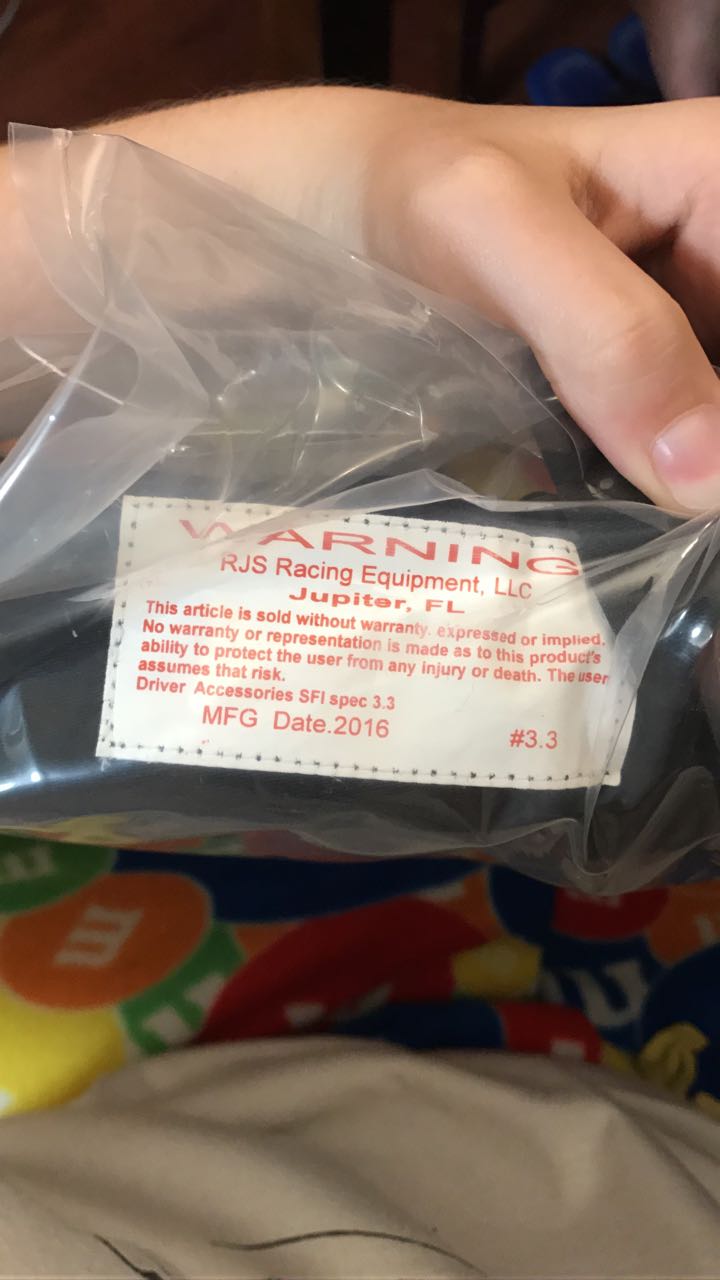 WARNING
RJS Racing Equipment, LLC
Jupiter, FL
This article is sold without warranty. expressed or implied.
No warranty or representation is made as to this product's
ability to protect the user from any injury or death. The user
assumes that risk.
Driver Accessories SFI spec 3.3
MFG Date.2016 #3.3
m
m
m